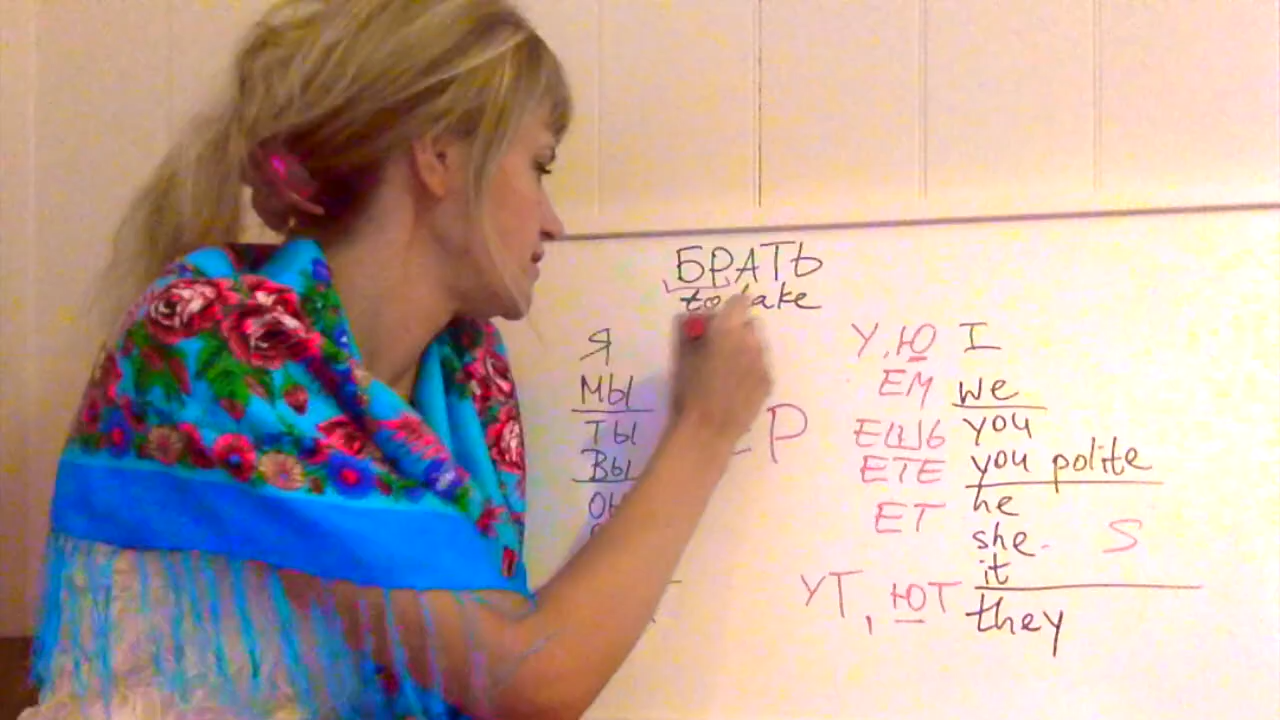 БРАТЬ
to take
Я У,Ю I
МЫ ЕМ we
ТЫ ЕШЬ you
ВЫ ЕТЕ you polite
ЕТ he
she S
it
УТ, ЮТ they